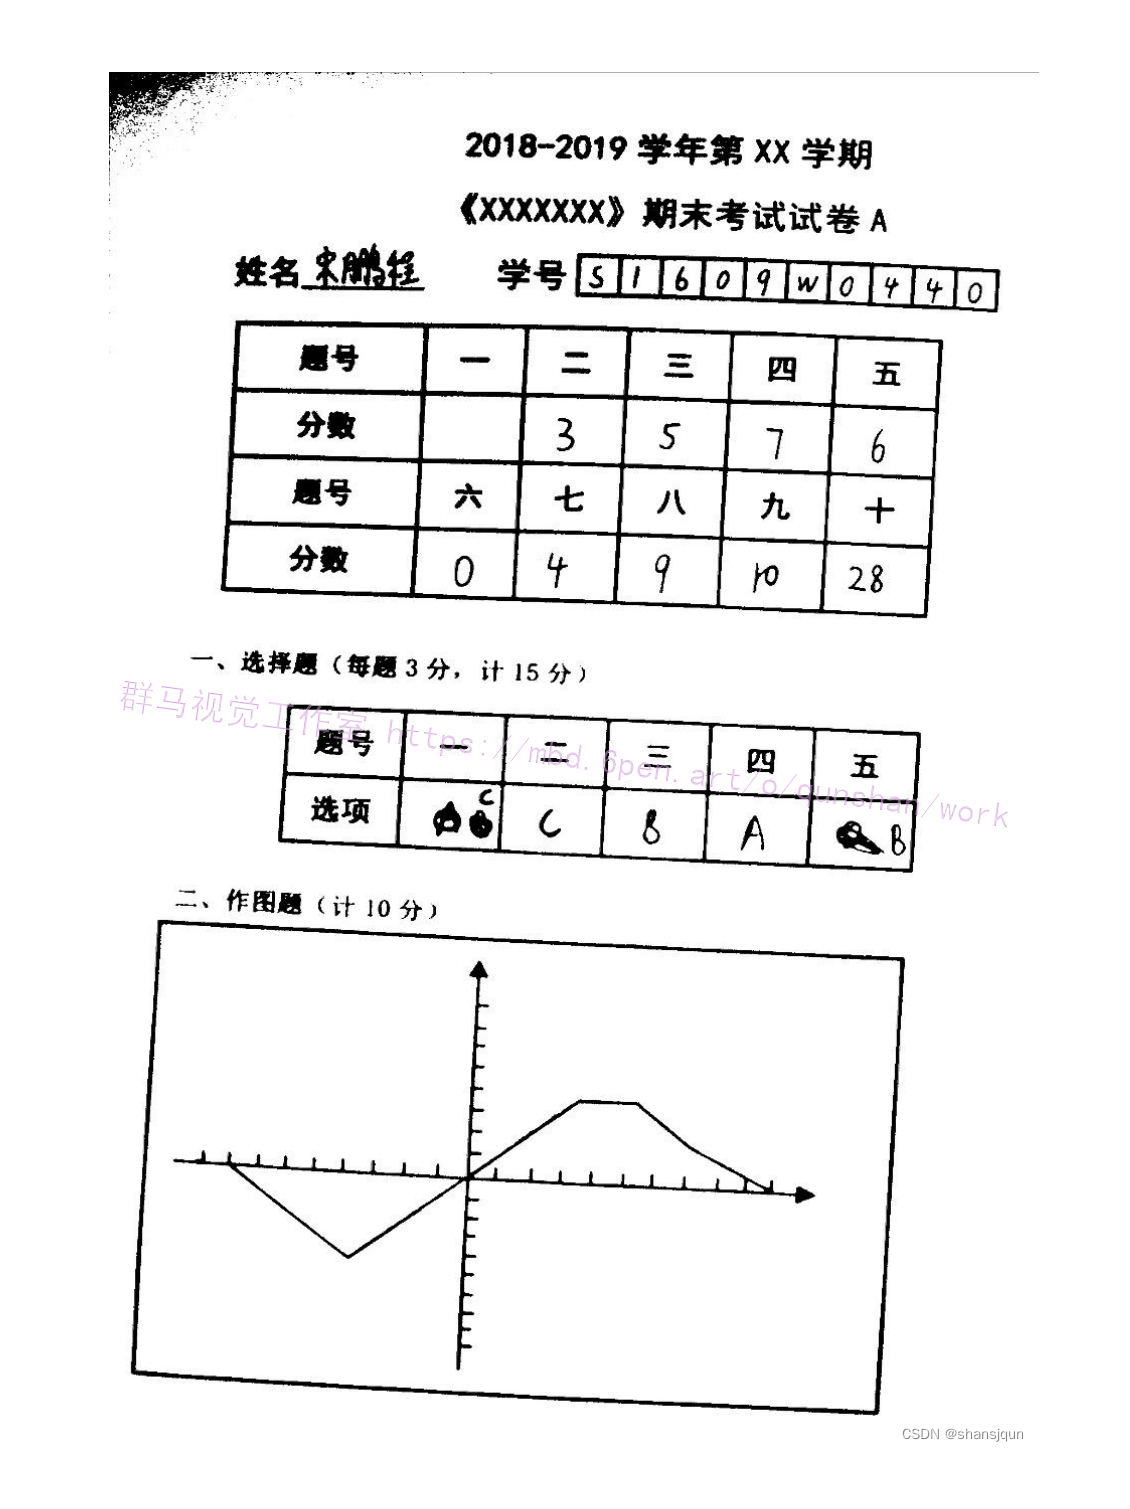 2018-2019 学年第 XX 学期
《XXXXXXX》期末考试试卷 A
姓名 宋鹏程 学号 S 1 6 0 9 W 0 4 4 0
题号 一 二 三 四 五
分数 3 5 7 6
题号 六 七 八 九 十
分数 0 4 9 10 28
一、选择题（每题 3 分，计 15 分）
群马视觉工作室 https://mbd.6pen.art/o/qunshan/work
题号 一 二 三 四 五
选项 C C B A B
二、作图题（计 10 分）
CSDN @shansjqun